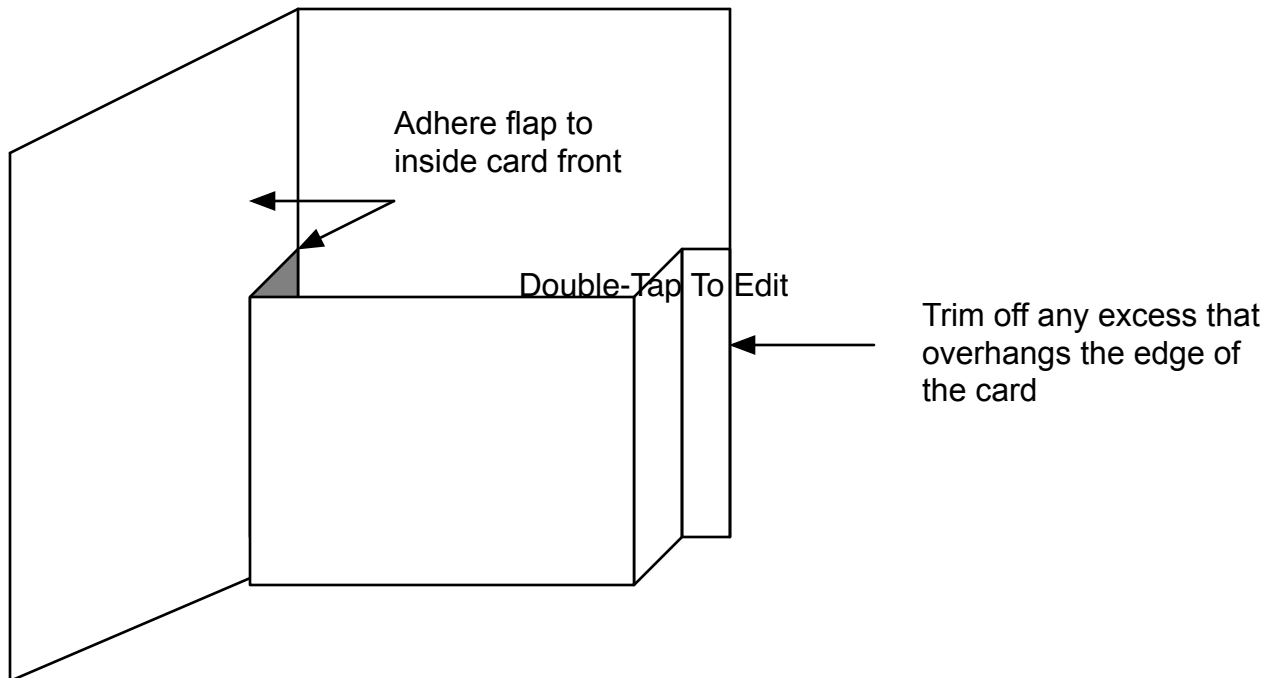 Adhere flap to
inside card front
Double-Tap To Edit
Trim off any excess that
overhangs the edge of
the card